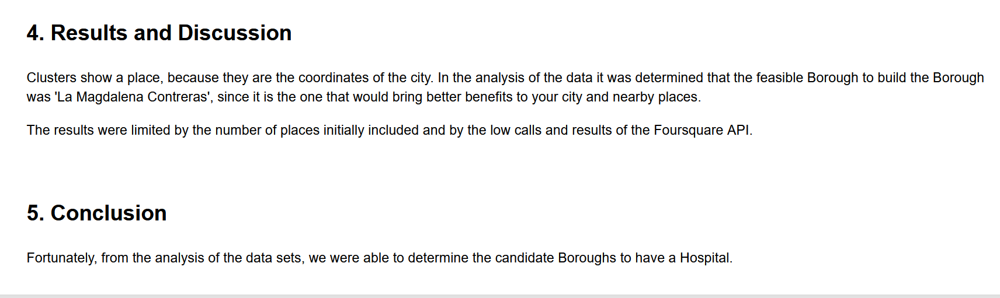 4. Results and Discussion
Clusters show a place, because they are the coordinates of the city. In the analysis of the data it was determined that the feasible Borough to build the Borough
was 'La Magdalena Contreras', since it is the one that would bring better benefits to your city and nearby places.
The results were limited by the number of places initially included and by the low calls and results of the Foursquare API.
5. Conclusion
Fortunately, from the analysis of the data sets, we were able to determine the candidate Boroughs to have a Hospital.